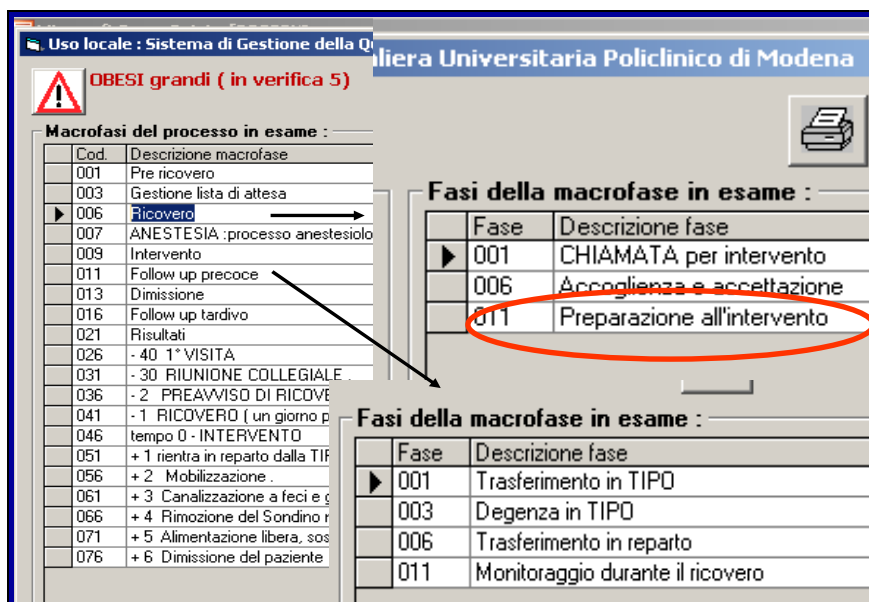 Uso locale : Sistema di Gestione della Q
liera Universitaria Policlinico di Modena
OBESI grandi ( in verifica 5)
Macrofasi del processo in esame :
Cod. Descrizione macrofase
001 Pre ricovero
003 Gestione lista di attesa
006 Ricovero
007 ANESTESIA :processo anestesiolo
009 Intervento
011 Follow up precoce
013 Dimissione
016 Follow up tardivo
021 Risultati
026 - 40 1° VISITA
031 - 30 RIUNIONE COLLEGIALE .
036 - 2 PREAVVISO DI RICOVE
041 - 1 RICOVERO ( un giorno p
046 tempo 0 - INTERVENTO
051 + 1 rientra in reparto dalla TIF
056 + 2 Mobilizzazione .
061 + 3 Canalizzazione a feci e g
066 + 4 Rimozione del Sondino r
071 + 5 Alimentazione libera, sos
076 + 6 Dimissione del paziente
Fasi della macrofase in esame :
Fase Descrizione fase
001 CHIAMATA per intervento
006 Accoglienza e accettazione
011 Preparazione all'intervento
Fasi della macrofase in esame :
Fase Descrizione fase
001 Trasferimento in TIPO
003 Degenza in TIPO
006 Trasferimento in reparto
011 Monitoraggio durante il ricovero